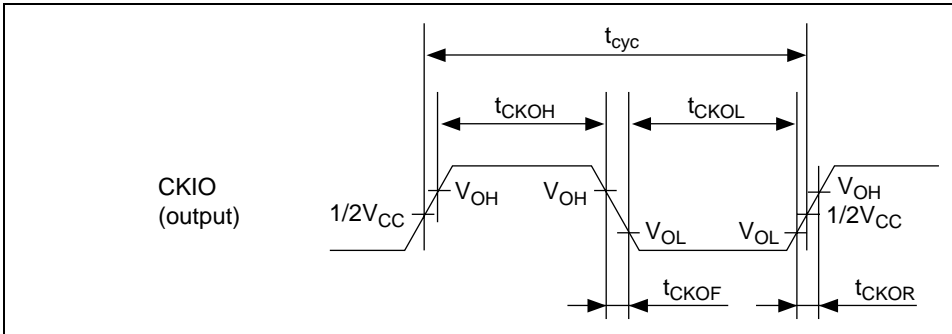 tcyc
tCKOH
tCKOL
CKIO
(output)
1/2VCC
VOH
VOH
VOL
VOL
VOH
1/2VCC
tCKOF
tCKOR